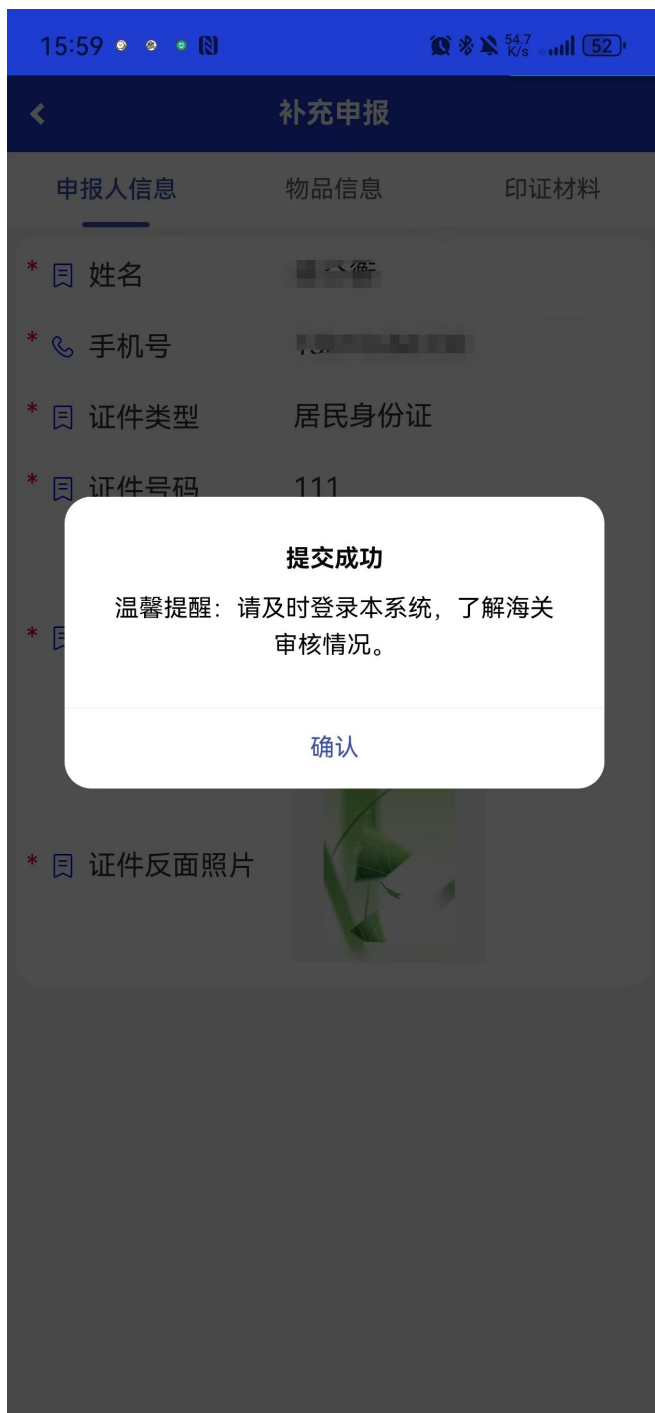 15:59
54.7
K/s
52
补充申报
申报人信息
物品信息
印证材料
* 姓名
* 手机号
* 证件类型 居民身份证
* 证件号码 111
提交成功
温馨提醒：请及时登录本系统，了解海关
审核情况。
*
确认
* 证件反面照片